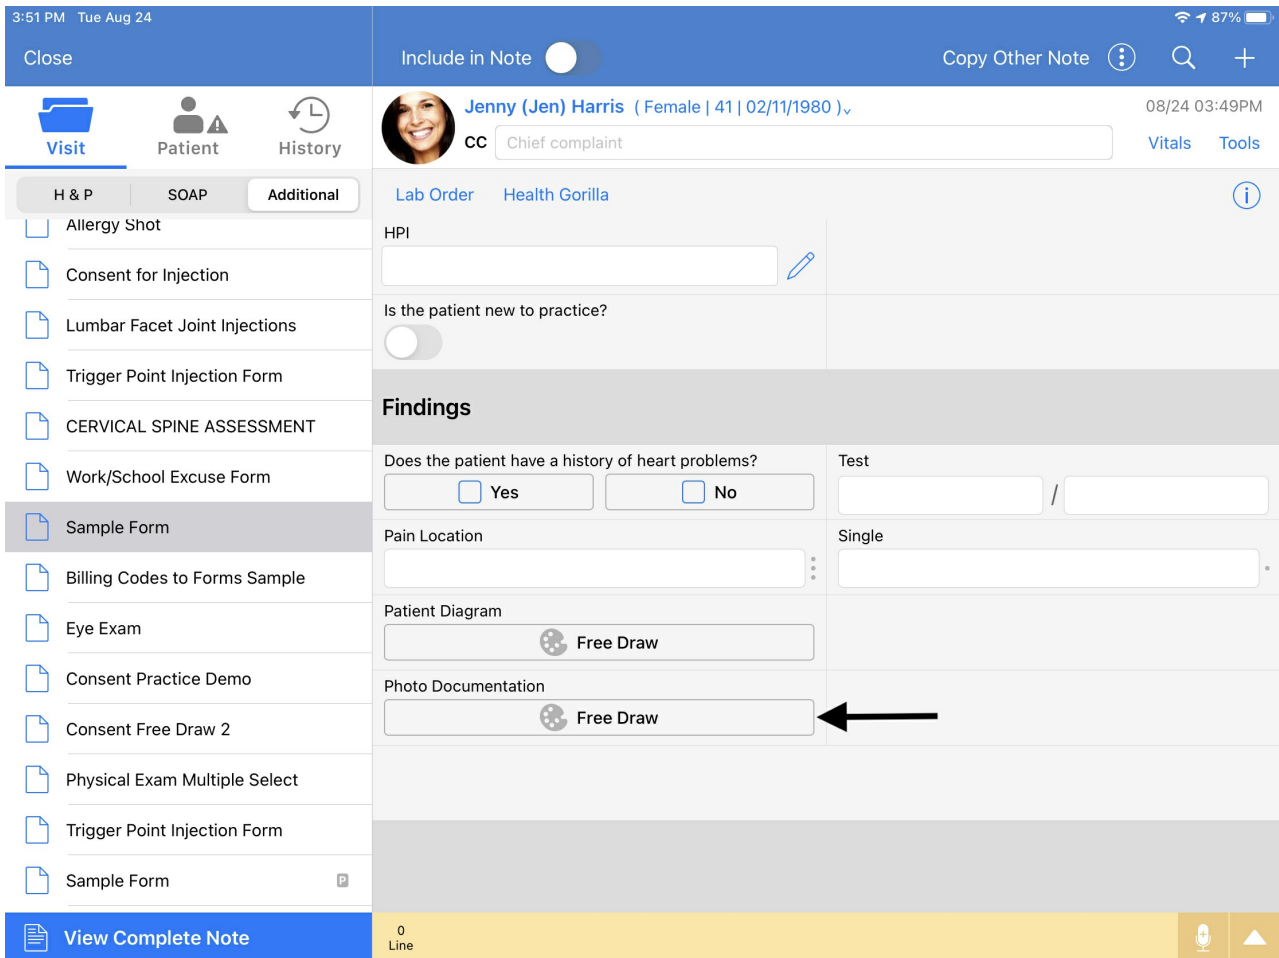 3:51 PM Tue Aug 24
87%
Close
Include in Note
Copy Other Note
Visit
Patient
History
Jenny (Jen) Harris ( Female | 41 | 02/11/1980 )
08/24 03:49PM
CC
Chief complaint
Vitals
Tools
H & P
SOAP
Additional
Lab Order
Health Gorilla
Allergy Shot
Consent for Injection
Lumbar Facet Joint Injections
Trigger Point Injection Form
CERVICAL SPINE ASSESSMENT
Work/School Excuse Form
Sample Form
Billing Codes to Forms Sample
Eye Exam
Consent Practice Demo
Consent Free Draw 2
Physical Exam Multiple Select
Trigger Point Injection Form
Sample Form
P
View Complete Note
HPI
Is the patient new to practice?
Findings
Does the patient have a history of heart problems?
Yes
No
Test
/
Pain Location
Single
Patient Diagram
Free Draw
Photo Documentation
Free Draw
0
Line